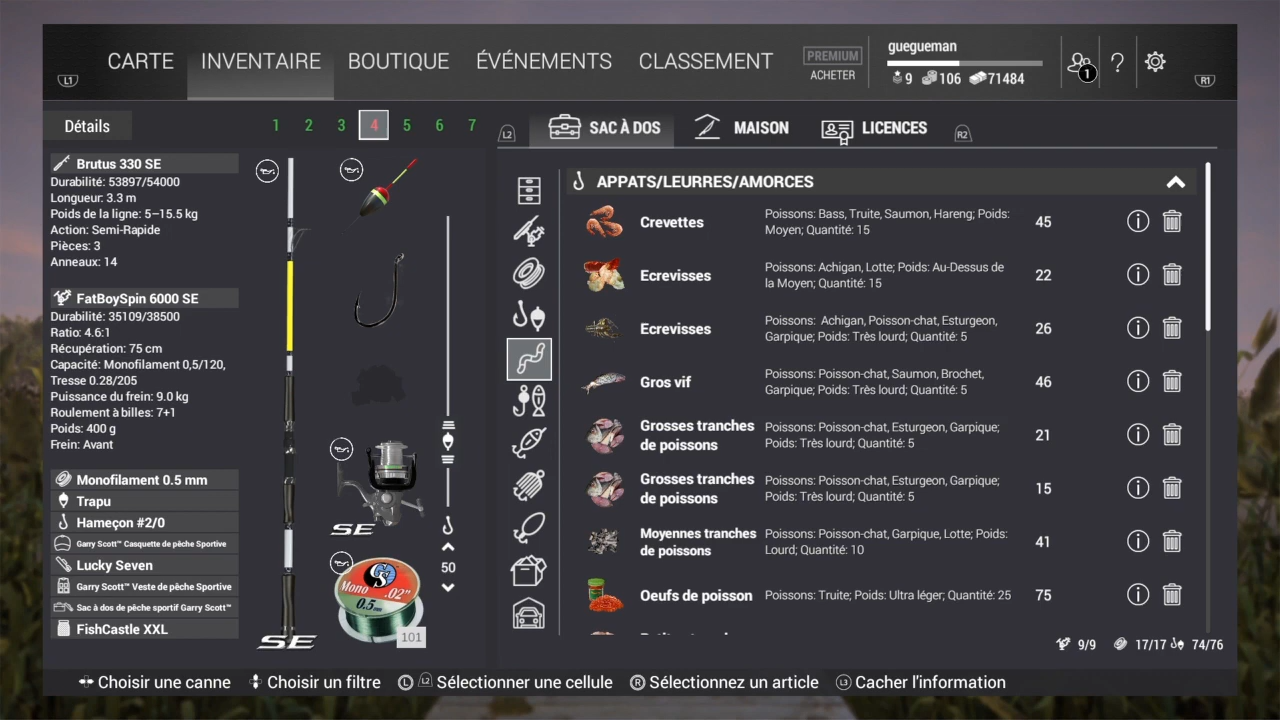 L1
CARTE
INVENTAIRE
BOUTIQUE
ÉVÉNEMENTS
CLASSEMENT
PREMIUM
ACHETER
guegueman
9 106 71484
1
?
R1
Détails
1 2 3 4 5 6 7
L2
SAC À DOS
MAISON
LICENCES
R2
Brutus 330 SE
Durabilité: 53897/54000
Longueur: 3.3 m
Poids de la ligne: 5–15.5 kg
Action: Semi-Rapide
Pièces: 3
Anneaux: 14
FatBoySpin 6000 SE
Durabilité: 35109/38500
Ratio: 4.6:1
Récupération: 75 cm
Capacité: Monofilament 0,5/120,
Tresse 0.28/205
Puissance du frein: 9.0 kg
Roulement à billes: 7+1
Poids: 400 g
Frein: Avant
Monofilament 0.5 mm
Trapu
Hameçon #2/0
Garry Scott™ Casquette de pêche Sportive
Lucky Seven
Garry Scott™ Veste de pêche Sportive
Sac à dos de pêche sportif Garry Scott™
FishCastle XXL
SE
SE
Mono .02"
0.5mm
101
50
APPATS/LEURRES/AMORCES
Crevettes
Poissons: Bass, Truite, Saumon, Hareng; Poids:
Moyen; Quantité: 15
45
Ecrevisses
Poissons: Achigan, Lotte; Poids: Au-Dessus de
la Moyen; Quantité: 15
22
Ecrevisses
Poissons: Achigan, Poisson-chat, Esturgeon,
Garpique; Poids: Très lourd; Quantité: 5
26
Gros vif
Poissons: Poisson-chat, Saumon, Brochet,
Garpique; Poids: Très lourd; Quantité: 5
46
Grosses tranches
de poissons
Poissons: Poisson-chat, Esturgeon, Garpique;
Poids: Très lourd; Quantité: 5
21
Grosses tranches
de poissons
Poissons: Poisson-chat, Esturgeon, Garpique;
Poids: Très lourd; Quantité: 5
15
Moyennes tranches
de poissons
Poissons: Poisson-chat, Garpique, Lotte; Poids:
Lourd; Quantité: 10
41
Oeufs de poisson
Poissons: Truite; Poids: Ultra léger; Quantité: 25
75
9/9 17/17 74/76
Choisir une canne
Choisir un filtre
L L2 Sélectionner une cellule
R Sélectionnez un article
L3 Cacher l'information